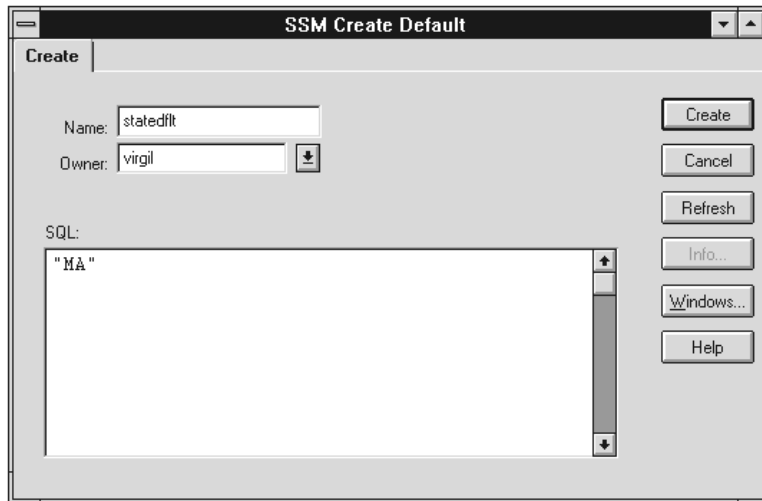 SSM Create Default
Create
Name: statedflt
Owner: virgil
SQL:
"MA"
Create
Cancel
Refresh
Info...
Windows...
Help